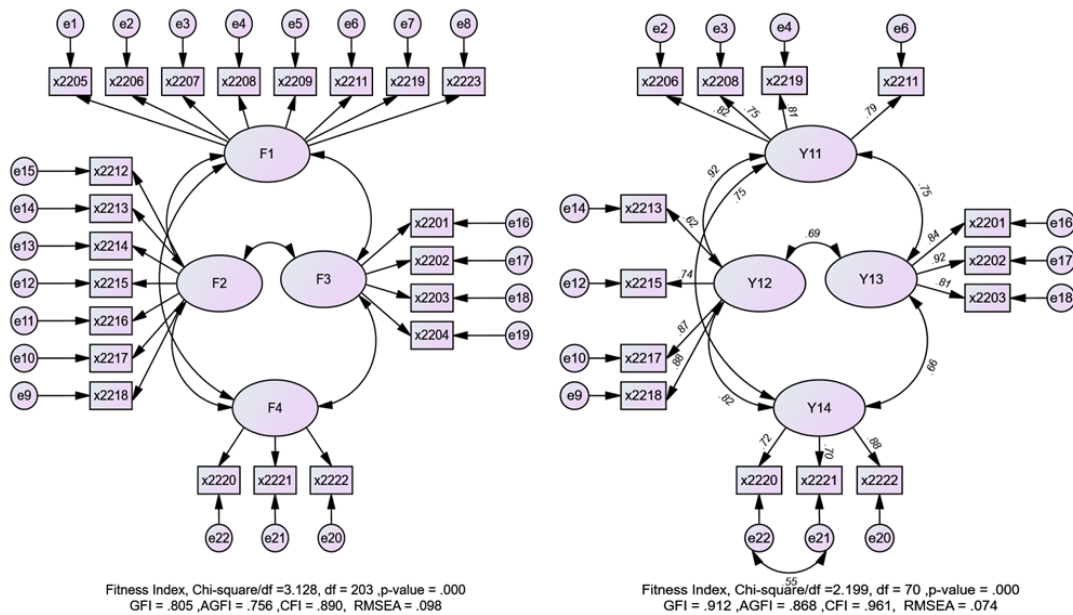 e1 e2 e3 e4 e5 e6 e7 e8
x2205 x2206 x2207 x2208 x2209 x2211 x2219 x2223
F1
e15 x2212
e14 x2213
e13 x2214
e12 x2215
e11 x2216
e10 x2217
e9 x2218
F2
F3
x2201 e16
x2202 e17
x2203 e18
x2204 e19
F4
x2220 x2221 x2222
e22 e21 e20
Fitness Index, Chi-square/df =3.128, df = 203 ,p-value = .000
GFI = .805 ,AGFI = .756 ,CFI = .890, RMSEA = .098
e2 e3 e4 e6
x2206 x2208 x2219 x2211
.82 .75 .81 .79
Y11
.92 .75 .75
e14 x2213 .62
e12 x2215 .74
e10 x2217 .87
e9 x2218 .88
Y12
.69
Y13
.84 x2201 e16
.92 x2202 e17
.81 x2203 e18
.82 .66
Y14
.72 .70 .88
x2220 x2221 x2222
e22 e21 e20
.55
Fitness Index, Chi-square/df =2.199, df = 70 ,p-value = .000
GFI = .912 ,AGFI = .868 ,CFI = .961, RMSEA = .074